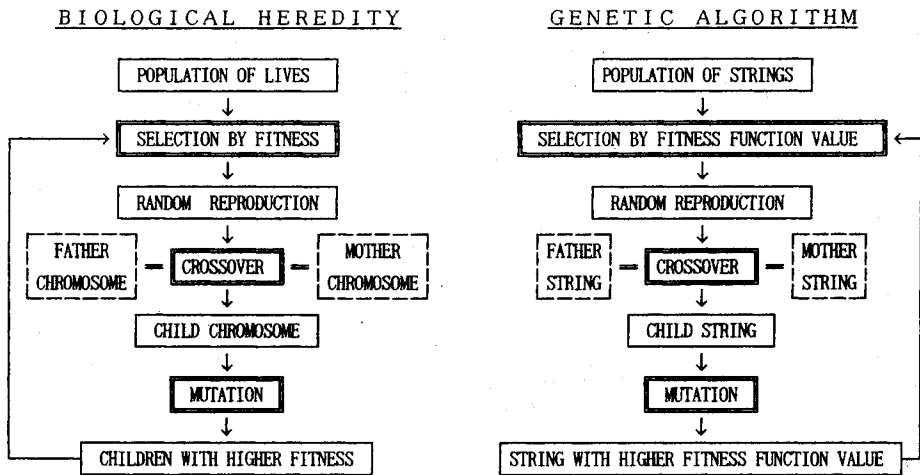 BIOLOGICAL HEREDITY
POPULATION OF LIVES
SELECTION BY FITNESS
RANDOM REPRODUCTION
FATHER
CHROMOSOME
CROSSOVER
MOTHER
CHROMOSOME
CHILD CHROMOSOME
MUTATION
CHILDREN WITH HIGHER FITNESS
GENETIC ALGORITHM
POPULATION OF STRINGS
SELECTION BY FITNESS FUNCTION VALUE
RANDOM REPRODUCTION
FATHER
STRING
CROSSOVER
MOTHER
STRING
CHILD STRING
MUTATION
STRING WITH HIGHER FITNESS FUNCTION VALUE